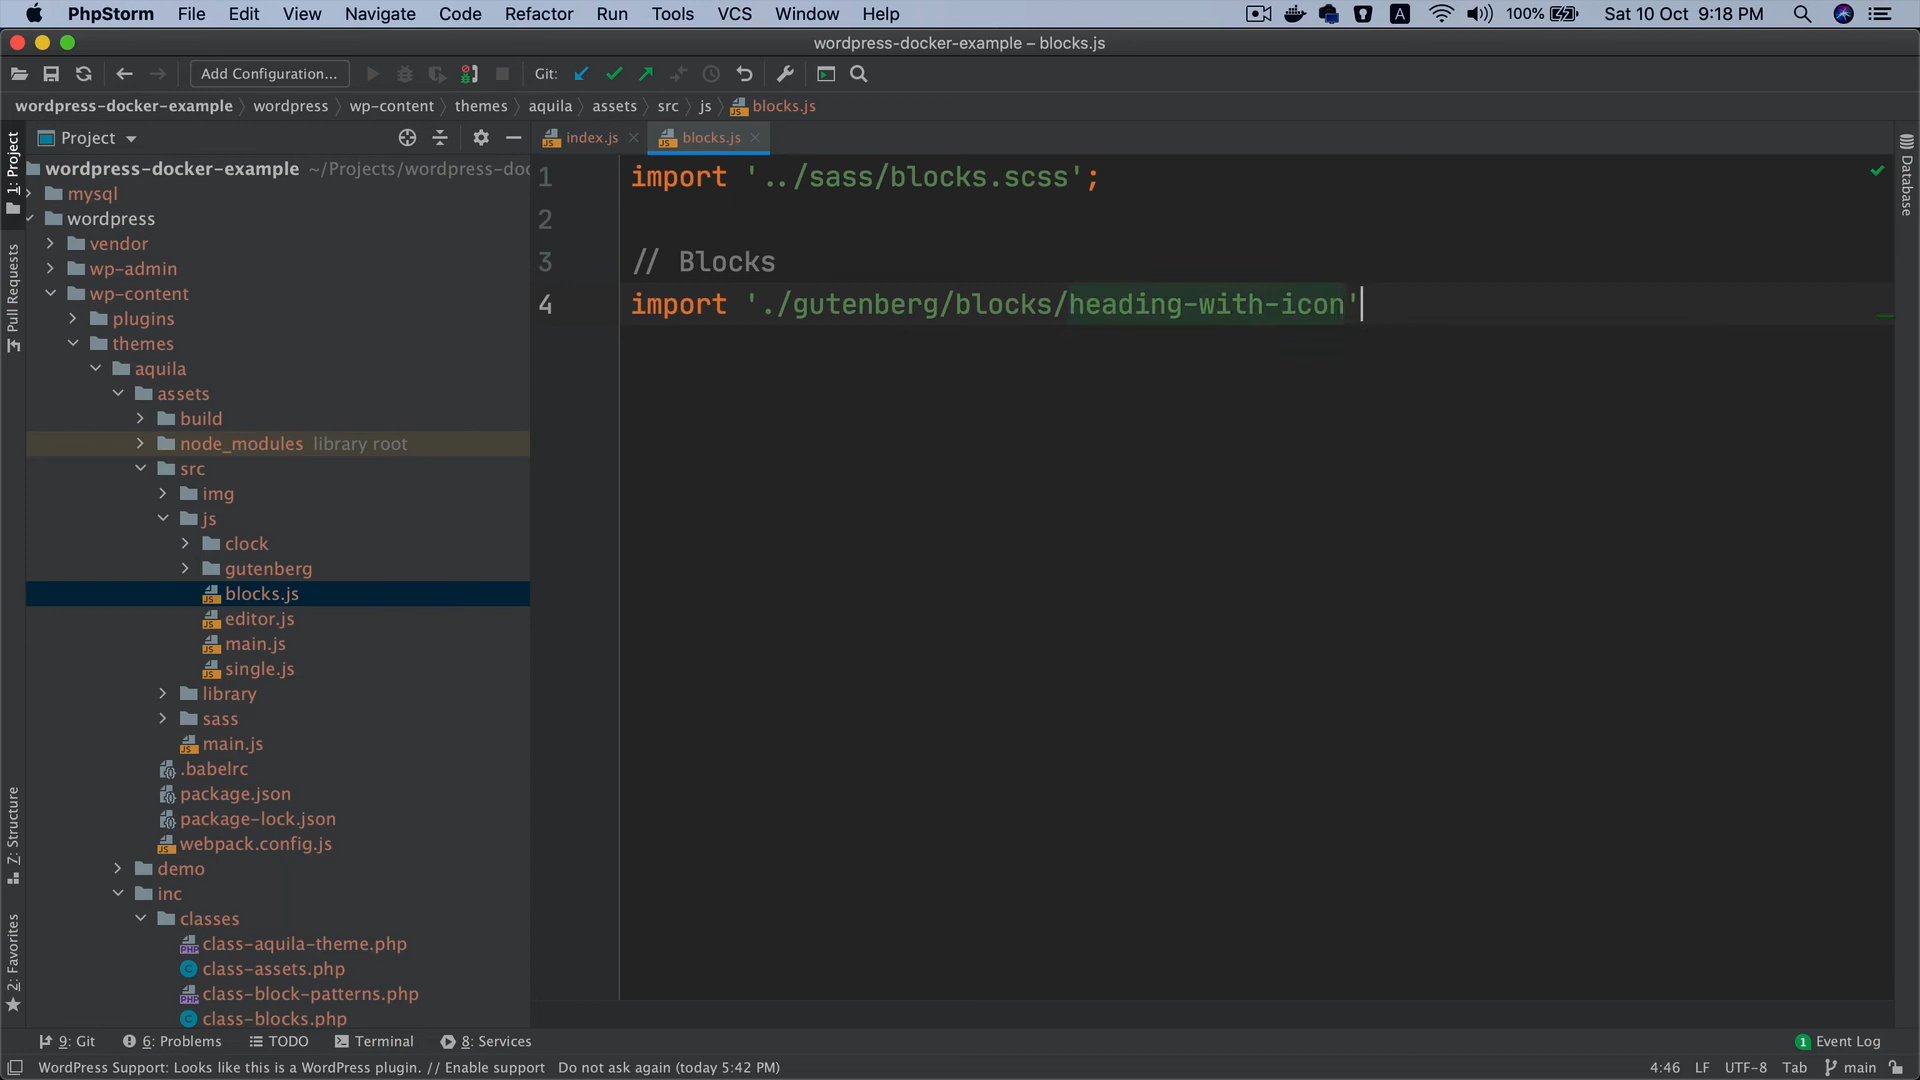 PhpStorm File Edit View Navigate Code Refactor Run Tools VCS Window Help A 100% Sat 10 Oct 9:18 PM
wordpress-docker-example – blocks.js
Add Configuration... Git:
wordpress-docker-example wordpress wp-content themes aquila assets src js blocks.js
Project
index.js blocks.js
1: Project
Pull Requests
Z: Structure
2: Favorites
wordpress-docker-example ~/Projects/wordpress-doc
mysql
wordpress
vendor
wp-admin
wp-content
plugins
themes
aquila
assets
build
node_modules library root
src
img
js
clock
gutenberg
blocks.js
editor.js
main.js
single.js
library
sass
main.js
.babelrc
package.json
package-lock.json
webpack.config.js
demo
inc
classes
class-aquila-theme.php
class-assets.php
class-block-patterns.php
class-blocks.php
1 import '../sass/blocks.scss';
2
3 // Blocks
4 import './gutenberg/blocks/heading-with-icon'
Database
9: Git 6: Problems TODO Terminal 8: Services 1 Event Log
WordPress Support: Looks like this is a WordPress plugin. // Enable support Do not ask again (today 5:42 PM) 4:46 LF UTF-8 Tab main